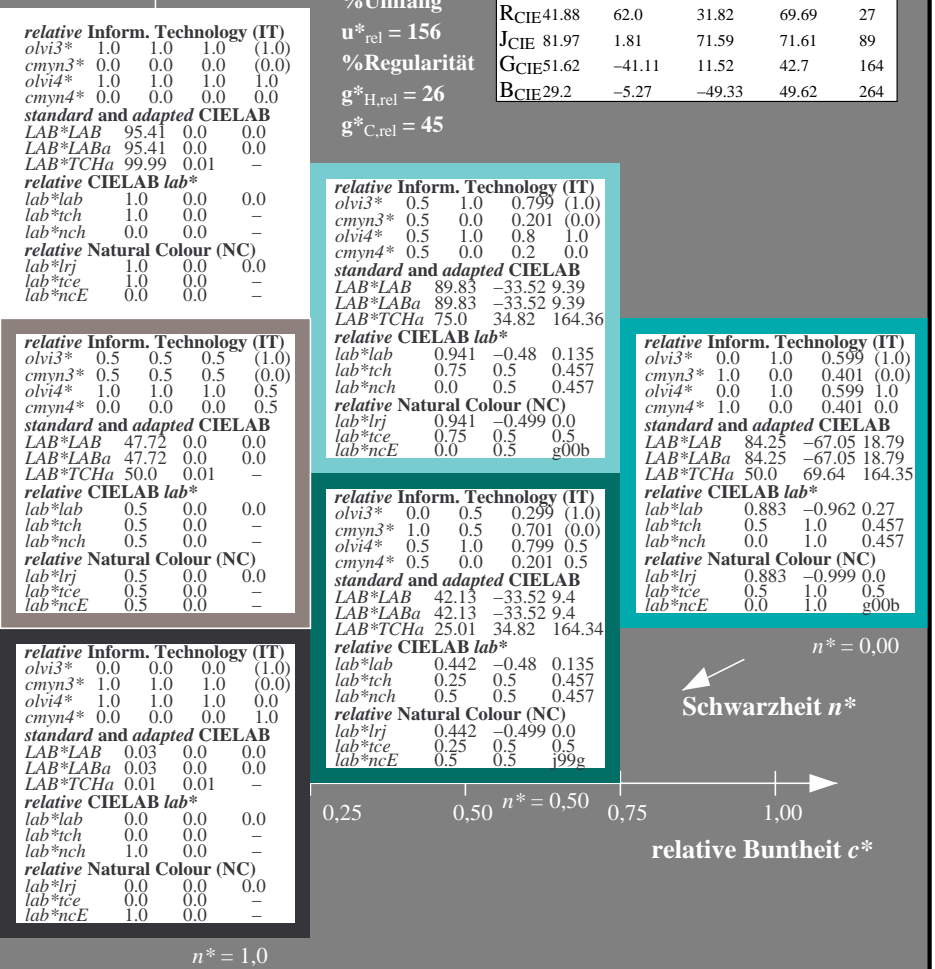 %Umfang
u*rel = 156
%Regularität
g*H,rel = 26
g*C,rel = 45
RCIE 41.88 62.0 31.82 69.69 27
JCIE 81.97 1.81 71.59 71.61 89
GCIE 51.62 −41.11 11.52 42.7 164
BCIE 29.2 −5.27 −49.33 49.62 264
relative Inform. Technology (IT)
olvi3* 1.0 1.0 1.0 (1.0)
cmyn3* 0.0 0.0 0.0 (0.0)
olvi4* 1.0 1.0 1.0 1.0
cmyn4* 0.0 0.0 0.0 0.0
standard and adapted CIELAB
LAB*LAB 95.41 0.0 0.0
LAB*LABa 95.41 0.0 0.0
LAB*TCHa 99.99 0.01 –
relative CIELAB lab*
lab*lab 1.0 0.0 0.0
lab*tch 1.0 0.0 –
lab*nch 0.0 0.0 –
relative Natural Colour (NC)
lab*lrj 1.0 0.0 0.0
lab*tce 1.0 0.0 –
lab*ncE 0.0 0.0 –
relative Inform. Technology (IT)
olvi3* 0.5 1.0 0.799 (1.0)
cmyn3* 0.5 0.0 0.201 (0.0)
olvi4* 0.5 1.0 0.8 1.0
cmyn4* 0.5 0.0 0.2 0.0
standard and adapted CIELAB
LAB*LAB 89.83 −33.52 9.39
LAB*LABa 89.83 −33.52 9.39
LAB*TCHa 75.0 34.82 164.36
relative CIELAB lab*
lab*lab 0.941 −0.48 0.135
lab*tch 0.75 0.5 0.457
lab*nch 0.0 0.5 0.457
relative Natural Colour (NC)
lab*lrj 0.941 −0.499 0.0
lab*tce 0.75 0.5 0.5
lab*ncE 0.0 0.5 g00b
relative Inform. Technology (IT)
olvi3* 0.5 0.5 0.5 (1.0)
cmyn3* 0.5 0.5 0.5 (0.0)
olvi4* 1.0 1.0 1.0 0.5
cmyn4* 0.0 0.0 0.0 0.5
standard and adapted CIELAB
LAB*LAB 47.72 0.0 0.0
LAB*LABa 47.72 0.0 0.0
LAB*TCHa 50.0 0.01 –
relative CIELAB lab*
lab*lab 0.5 0.0 0.0
lab*tch 0.5 0.0 –
lab*nch 0.5 0.0 –
relative Natural Colour (NC)
lab*lrj 0.5 0.0 0.0
lab*tce 0.5 0.0 –
lab*ncE 0.5 0.0 –
relative Inform. Technology (IT)
olvi3* 0.0 1.0 0.599 (1.0)
cmyn3* 1.0 0.0 0.401 (0.0)
olvi4* 0.0 1.0 0.599 1.0
cmyn4* 1.0 0.0 0.401 0.0
standard and adapted CIELAB
LAB*LAB 84.25 −67.05 18.79
LAB*LABa 84.25 −67.05 18.79
LAB*TCHa 50.0 69.64 164.35
relative CIELAB lab*
lab*lab 0.883 −0.962 0.27
lab*tch 0.5 1.0 0.457
lab*nch 0.0 1.0 0.457
relative Natural Colour (NC)
lab*lrj 0.883 −0.999 0.0
lab*tce 0.5 1.0 0.5
lab*ncE 0.0 1.0 g00b
relative Inform. Technology (IT)
olvi3* 0.0 0.5 0.299 (1.0)
cmyn3* 1.0 0.5 0.701 (0.0)
olvi4* 0.5 1.0 0.799 0.5
cmyn4* 0.5 0.0 0.201 0.5
standard and adapted CIELAB
LAB*LAB 42.13 −33.52 9.4
LAB*LABa 42.13 −33.52 9.4
LAB*TCHa 25.01 34.82 164.34
relative CIELAB lab*
lab*lab 0.442 −0.48 0.135
lab*tch 0.25 0.5 0.457
lab*nch 0.5 0.5 0.457
relative Natural Colour (NC)
lab*lrj 0.442 −0.499 0.0
lab*tce 0.25 0.5 0.5
lab*ncE 0.5 0.5 j99g
relative Inform. Technology (IT)
olvi3* 0.0 0.0 0.0 (1.0)
cmyn3* 1.0 1.0 1.0 (0.0)
olvi4* 1.0 1.0 1.0 0.0
cmyn4* 0.0 0.0 0.0 1.0
standard and adapted CIELAB
LAB*LAB 0.03 0.0 0.0
LAB*LABa 0.03 0.0 0.0
LAB*TCHa 0.01 0.01 –
relative CIELAB lab*
lab*lab 0.0 0.0 0.0
lab*tch 0.0 0.0 –
lab*nch 1.0 0.0 –
relative Natural Colour (NC)
lab*lrj 0.0 0.0 0.0
lab*tce 0.0 0.0 –
lab*ncE 1.0 0.0 –
n* = 0,00
Schwarzheit n*
n* = 0,50
0,25 0,50 0,75 1,00
relative Buntheit c*
n* = 1,0